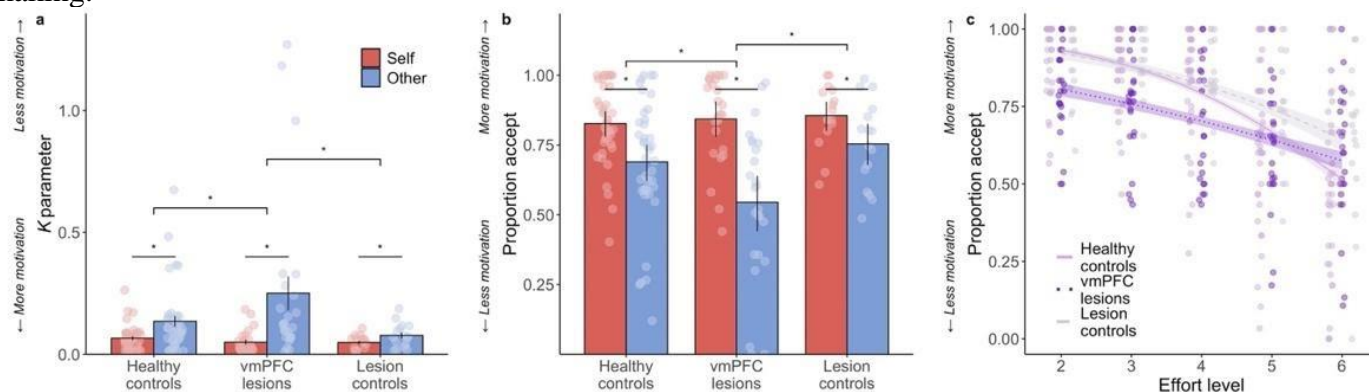 a
Less motivation →
← More motivation
K parameter
1.0
0.5
0.0
Self
Other
*
*
*
*
*
Healthy
controls
vmPFC
lesions
Lesion
controls
b
More motivation →
← Less motivation
Proportion accept
1.00
0.75
0.50
0.25
*
*
*
*
*
Healthy
controls
vmPFC
lesions
Lesion
controls
c
More motivation →
← Less motivation
Proportion accept
1.00
0.75
0.50
0.25
0.00
Healthy
controls
vmPFC
lesions
Lesion
controls
2 3 4 5 6
Effort level